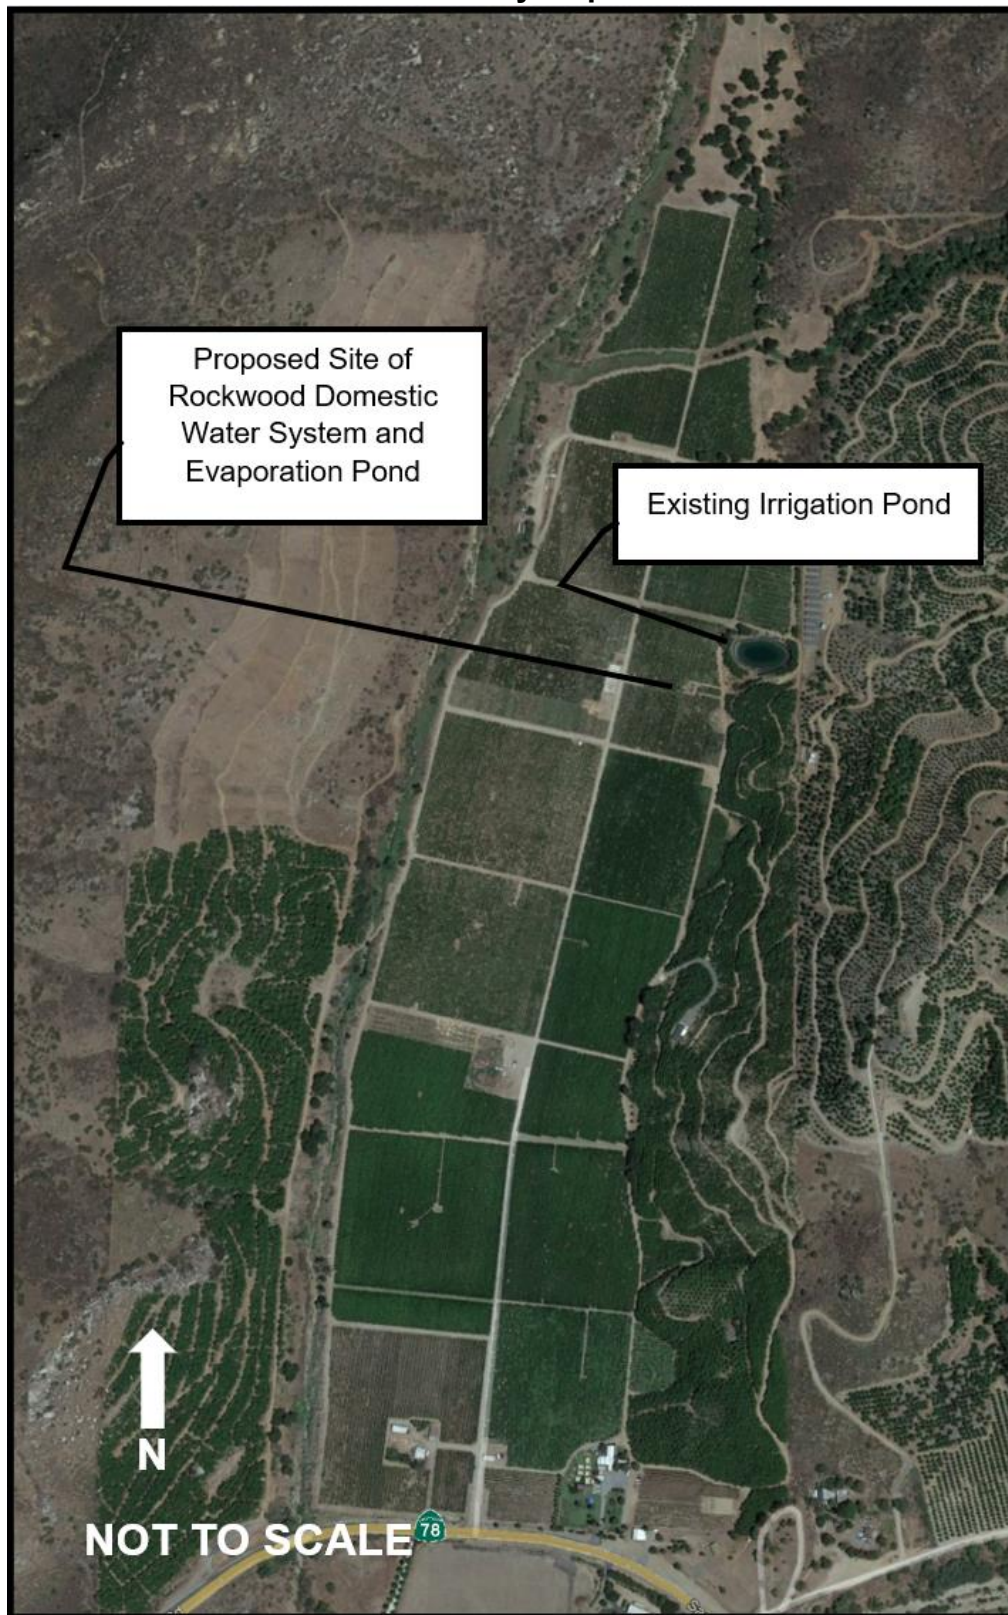 Proposed Site of
Rockwood Domestic
Water System and
Evaporation Pond
Existing Irrigation Pond
N
NOT TO SCALE
78